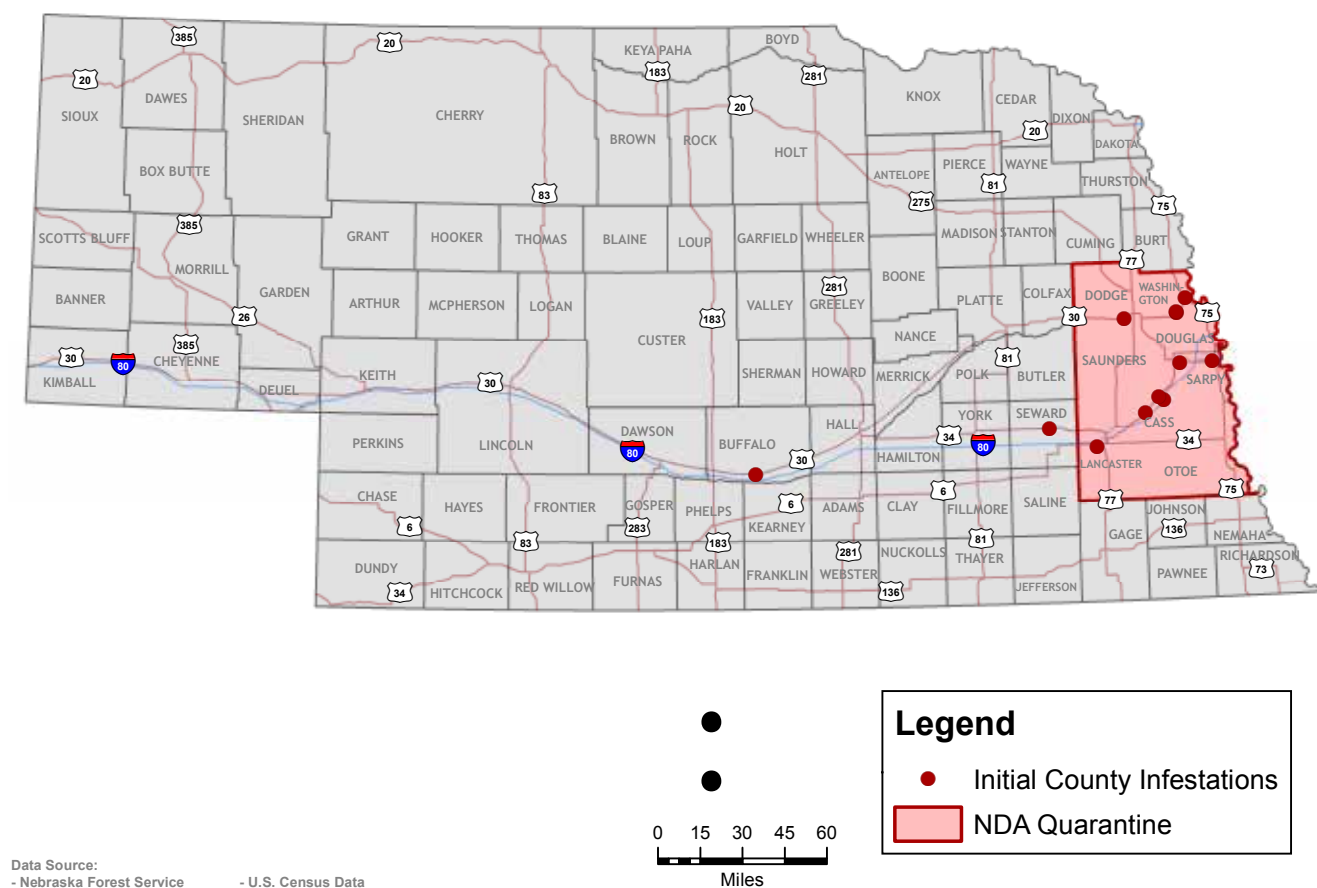 385
BOYD
20
KEYA PAHA
183
281
20
DAWES
SIOUX
SHERIDAN
CHERRY
KNOX
CEDAR
DIXON
20
20
BROWN
ROCK
HOLT
DAKOTA
BOX BUTTE
ANTELOPE
PIERCE
WAYNE
THURSTON
83
81
275
75
385
SCOTTS BLUFF
GRANT
HOOKER
THOMAS
BLAINE
LOUP
GARFIELD
WHEELER
MADISON
STANTON
CUMING
BURT
MORRILL
77
BOONE
BANNER
GARDEN
ARTHUR
MCPHERSON
LOGAN
VALLEY
281
GREELEY
PLATTE
COLFAX
DODGE
WASHIN-
GTON
26
183
30
75
CUSTER
NANCE
DOUGLAS
385
30
80
CHEYENNE
KIMBALL
DEUEL
KEITH
30
SHERMAN
HOWARD
MERRICK
81
POLK
BUTLER
SAUNDERS
SARPY
PERKINS
LINCOLN
DAWSON
80
BUFFALO
30
HALL
YORK
34
80
SEWARD
CASS
34
HAMILTON
LANCASTER
OTOE
CHASE
HAYES
FRONTIER
GOSPER
PHELPS
6
KEARNEY
ADAMS
CLAY
6
FILLMORE
SALINE
77
75
JOHNSON
6
283
83
183
281
81
GAGE
136
NEMAHA
DUNDY
34
HITCHCOCK
RED WILLOW
FURNAS
HARLAN
FRANKLIN
WEBSTER
NUCKOLLS
136
THAYER
JEFFERSON
PAWNEE
RICHARDSON
73
Legend
Initial County Infestations
NDA Quarantine
0 15 30 45 60
Miles
Data Source:
- Nebraska Forest Service - U.S. Census Data